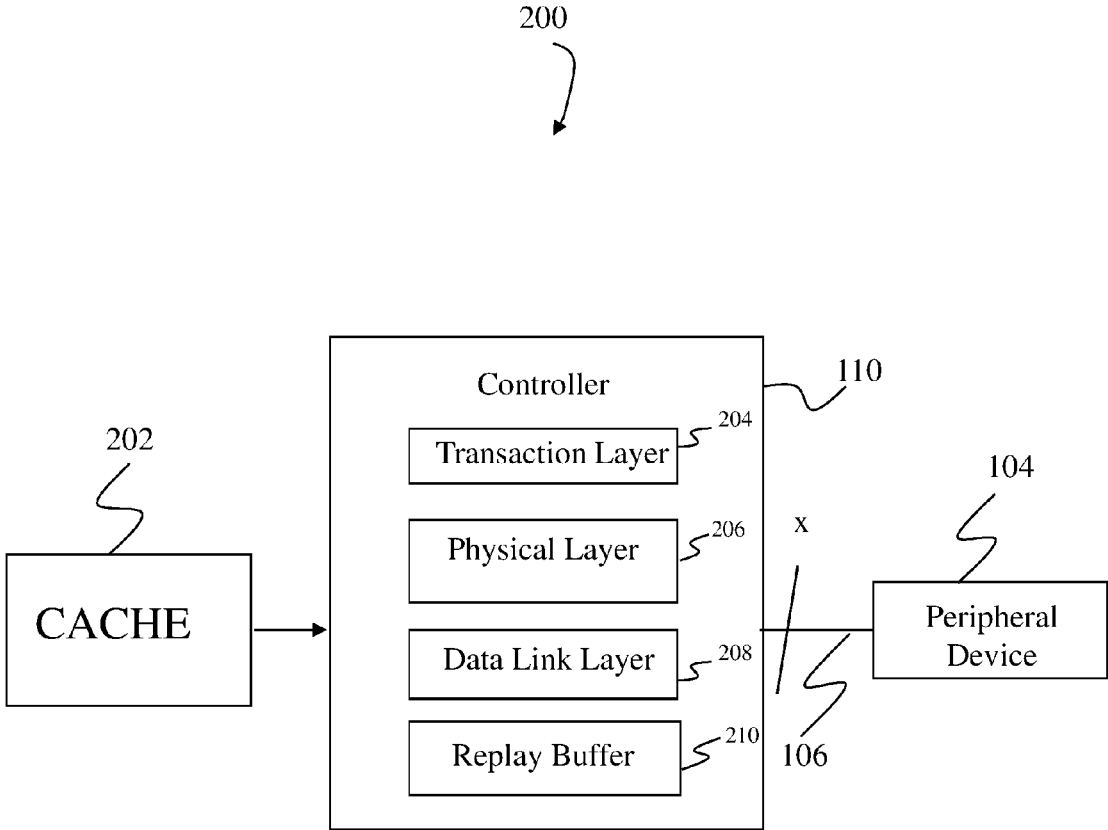 200
Controller
110
204
Transaction Layer
202
104
x
206
Physical Layer
CACHE
Peripheral
Device
208
Data Link Layer
106
210
Replay Buffer